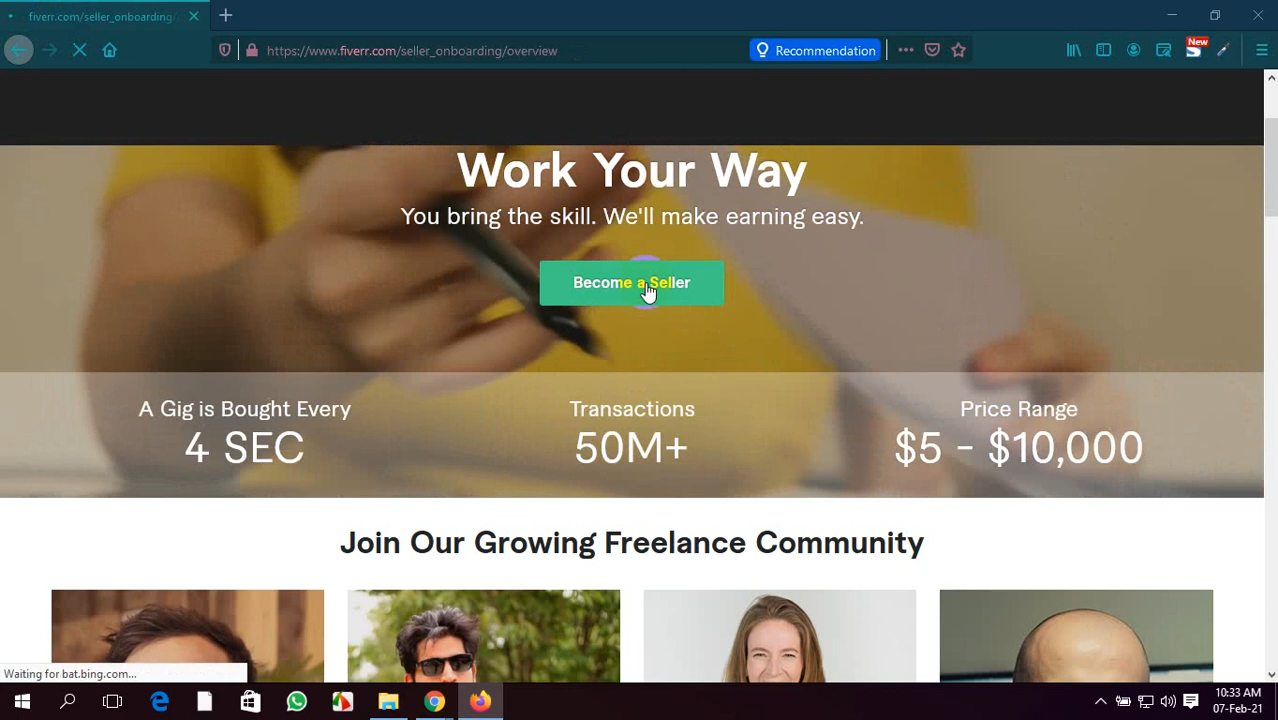 fiverr.com/seller_onboarding/
https://www.fiverr.com/seller_onboarding/overview
Recommendation
New
Work Your Way
You bring the skill. We'll make earning easy.
Become a Seller
A Gig is Bought Every
4 SEC
Transactions
50M+
Price Range
$5 - $10,000
Join Our Growing Freelance Community
Waiting for bat.bing.com...
10:33 AM
07-Feb-21